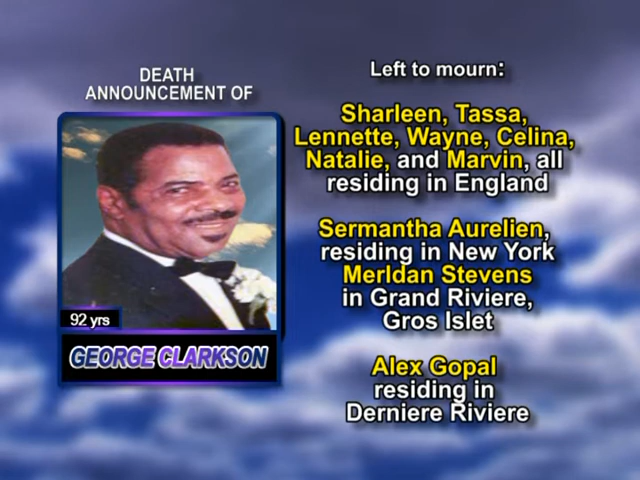 DEATH
ANNOUNCEMENT OF
92 yrs
GEORGE CLARKSON
Left to mourn:
Sharleen, Tassa,
Lennette, Wayne, Celina,
Natalie, and Marvin, all
residing in England
Sermantha Aurelien,
residing in New York
Merldan Stevens
in Grand Riviere,
Gros Islet
Alex Gopal
residing in
Derniere Riviere